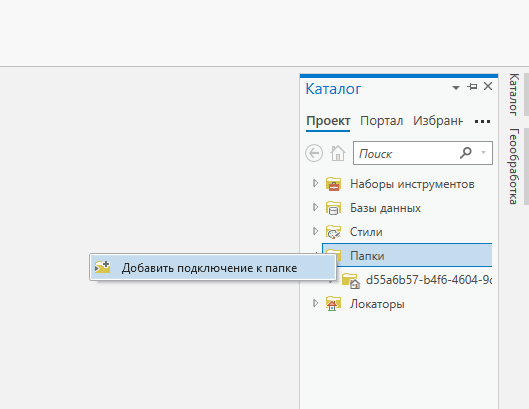 Каталог
Проект Портал Избранн
Поиск
Наборы инструментов
Базы данных
Стили
Папки
Добавить подключение к папке
d55a6b57-b4f6-4604-9c
Локаторы
Каталог
Геообработка